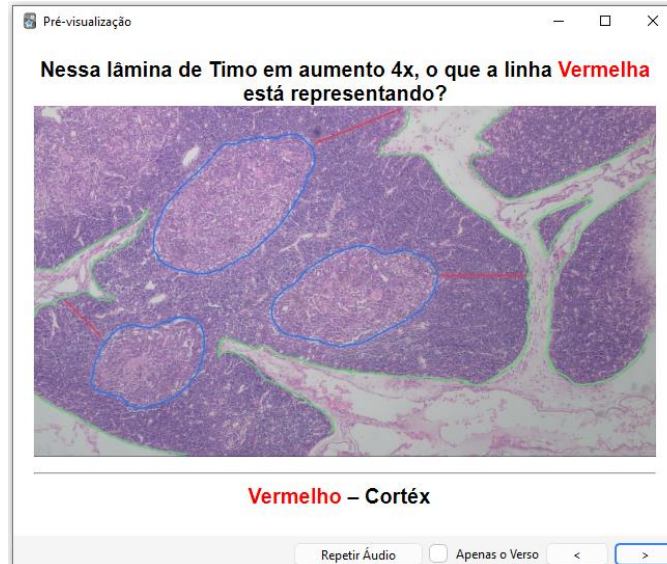 Pré-visualização
Nessa lâmina de Timo em aumento 4x, o que a linha Vermelha
está representando?
Vermelho – Cortéx
Repetir Áudio
Apenas o Verso
<
>